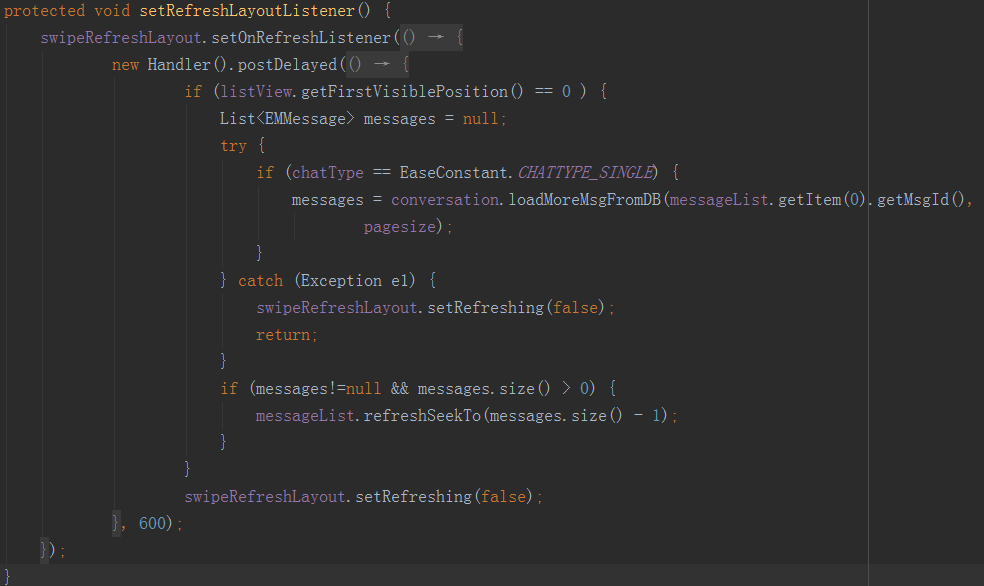 protected void setRefreshLayoutListener() {
swipeRefreshLayout.setOnRefreshListener(() → {
new Handler().postDelayed(() → {
if (listView.getFirstVisiblePosition() == 0 ) {
List<EMMessage> messages = null;
try {
if (chatType == EaseConstant.CHATTYPE_SINGLE) {
messages = conversation.loadMoreMsgFromDB(messageList.getItem(0).getMsgId(),
pagesize);
}
} catch (Exception e1) {
swipeRefreshLayout.setRefreshing(false);
return;
}
if (messages!=null && messages.size() > 0) {
messageList.refreshSeekTo(messages.size() - 1);
}
}
swipeRefreshLayout.setRefreshing(false);
}, 600);
});
}